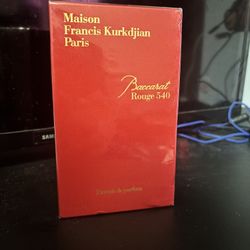 Maison
Francis Kurkdjian
Paris
Baccarat
Rouge 540
Extrait de parfum
SAMSUNG